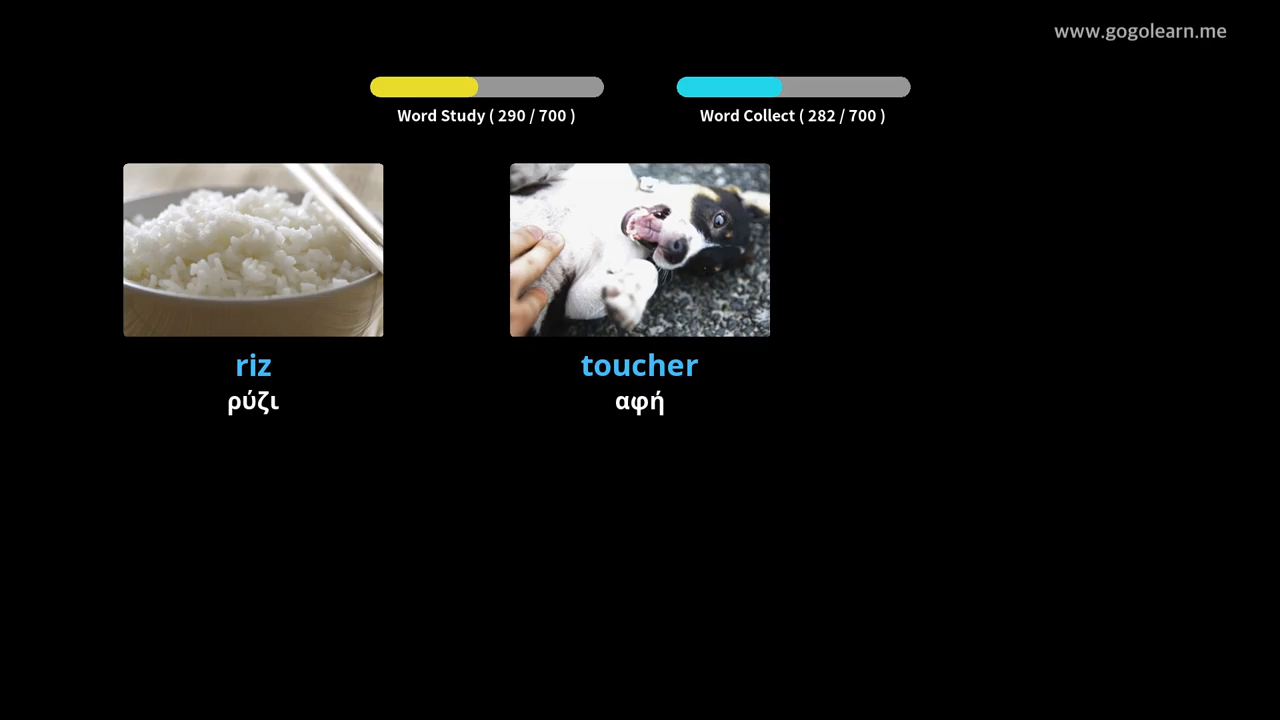 www.gogolearn.me
Word Study ( 290 / 700 )
Word Collect ( 282 / 700 )
riz
ρύζι
toucher
αφή